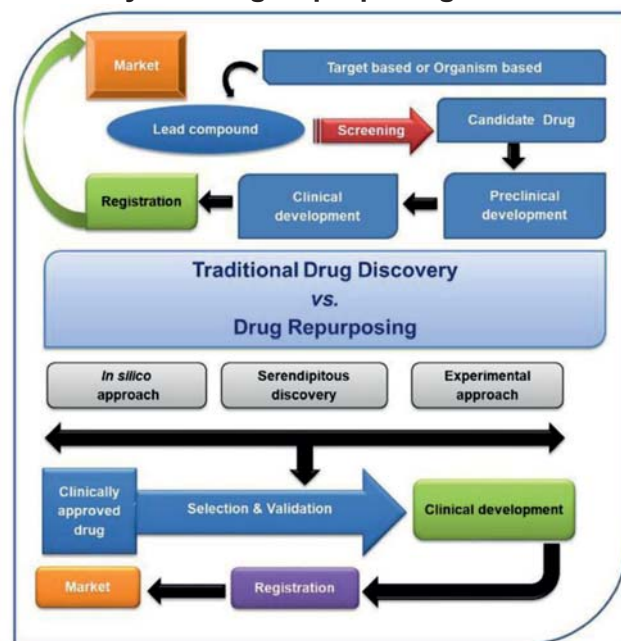 Market
Target based or Organism based
Lead compound
Screening
Candidate Drug
Registration
Clinical
development
Preclinical
development
Traditional Drug Discovery
vs.
Drug Repurposing
In silico
approach
Serendipitous
discovery
Experimental
approach
Clinically
approved
drug
Selection & Validation
Clinical development
Market
Registration